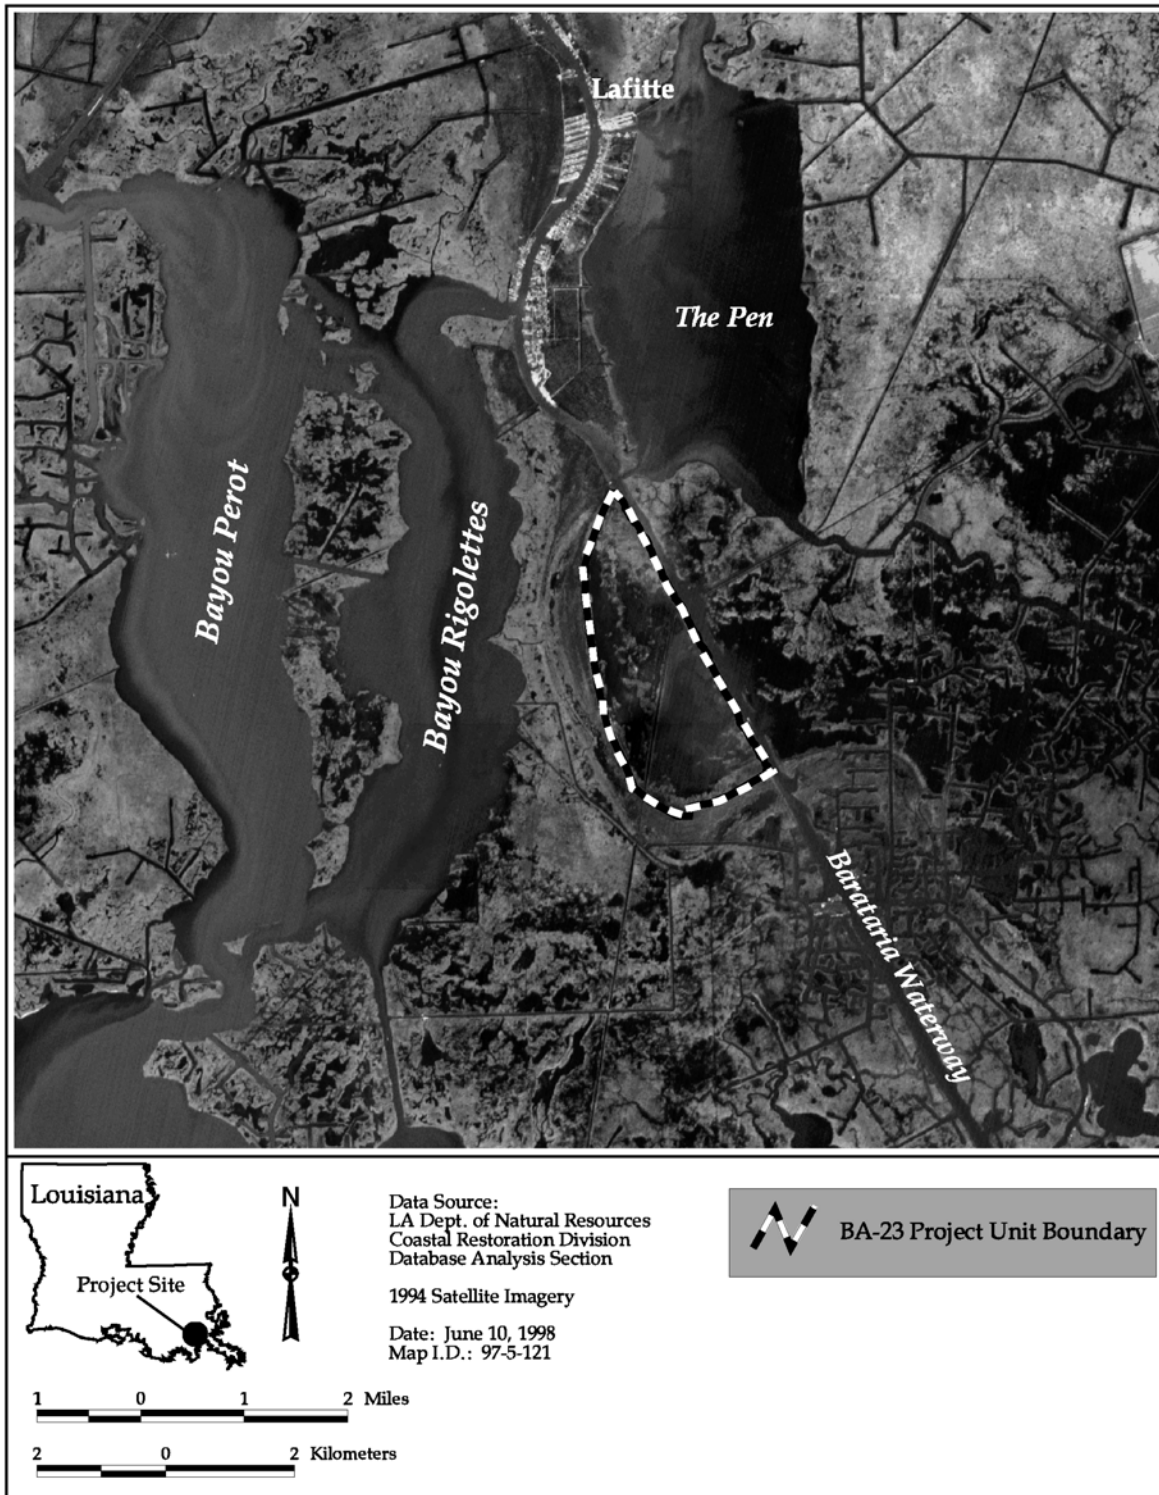 Lafitte
The Pen
Bayou Perot
Bayou Rigolettes
Barataria Waterway
Louisiana
Project Site
N
Data Source:
LA Dept. of Natural Resources
Coastal Restoration Division
Database Analysis Section
1994 Satellite Imagery
Date: June 10, 1998
Map I.D.: 97-5-121
BA-23 Project Unit Boundary
1 0 1 2 Miles
2 0 2 Kilometers